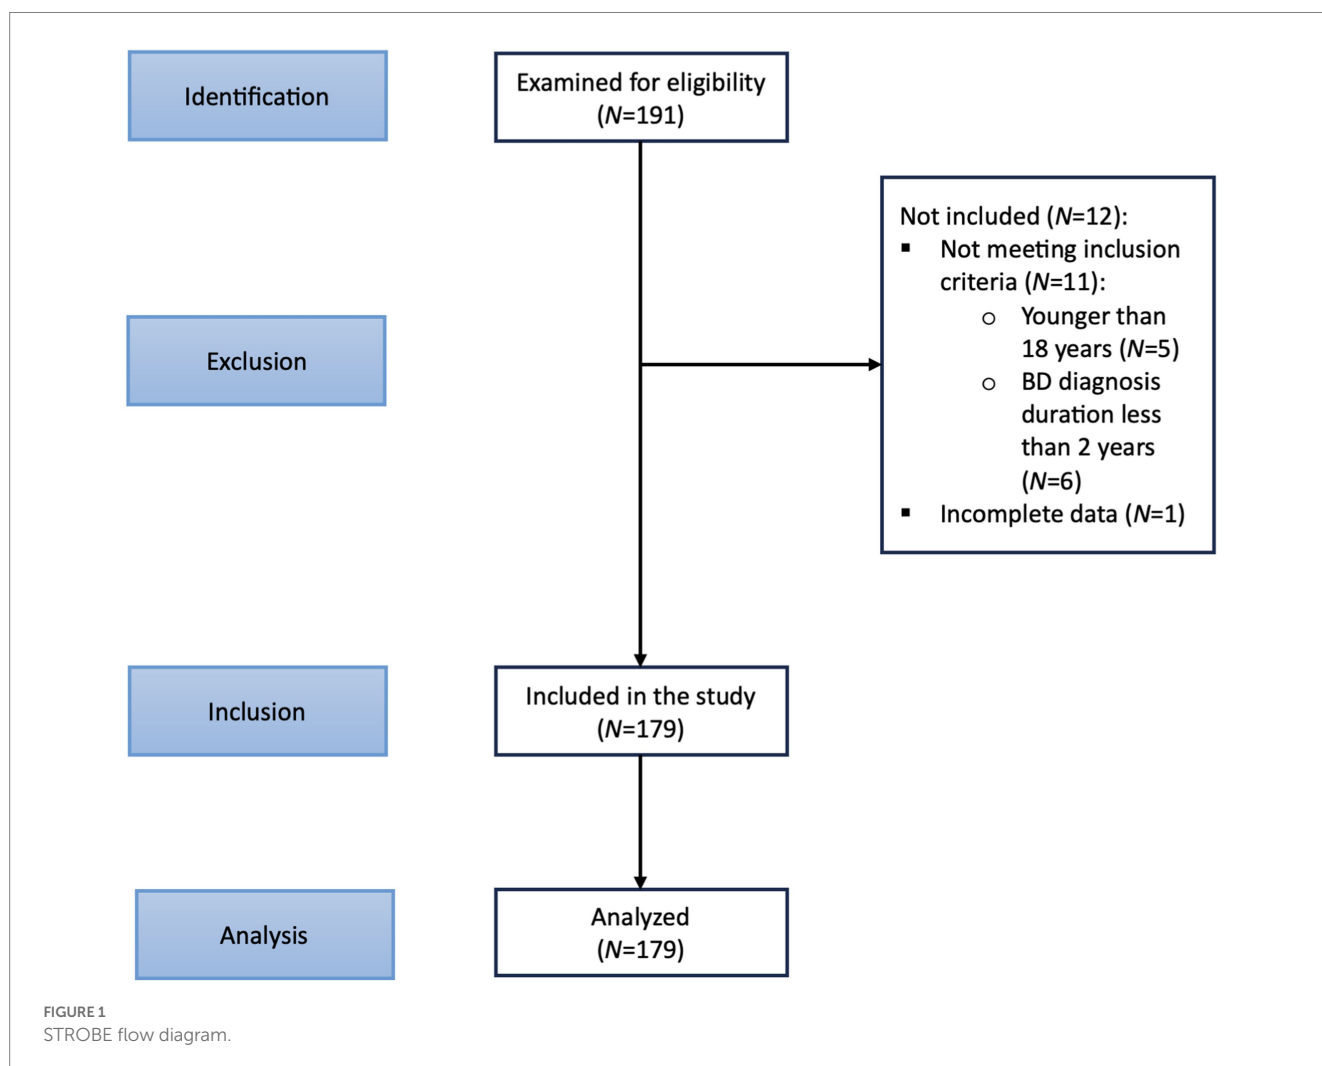 Identification
Examined for eligibility
(N=191)
Not included (N=12):
▪ Not meeting inclusion
criteria (N=11):
o Younger than
18 years (N=5)
o BD diagnosis
duration less
than 2 years
(N=6)
▪ Incomplete data (N=1)
Exclusion
Inclusion
Included in the study
(N=179)
Analysis
Analyzed
(N=179)
FIGURE 1
STROBE flow diagram.